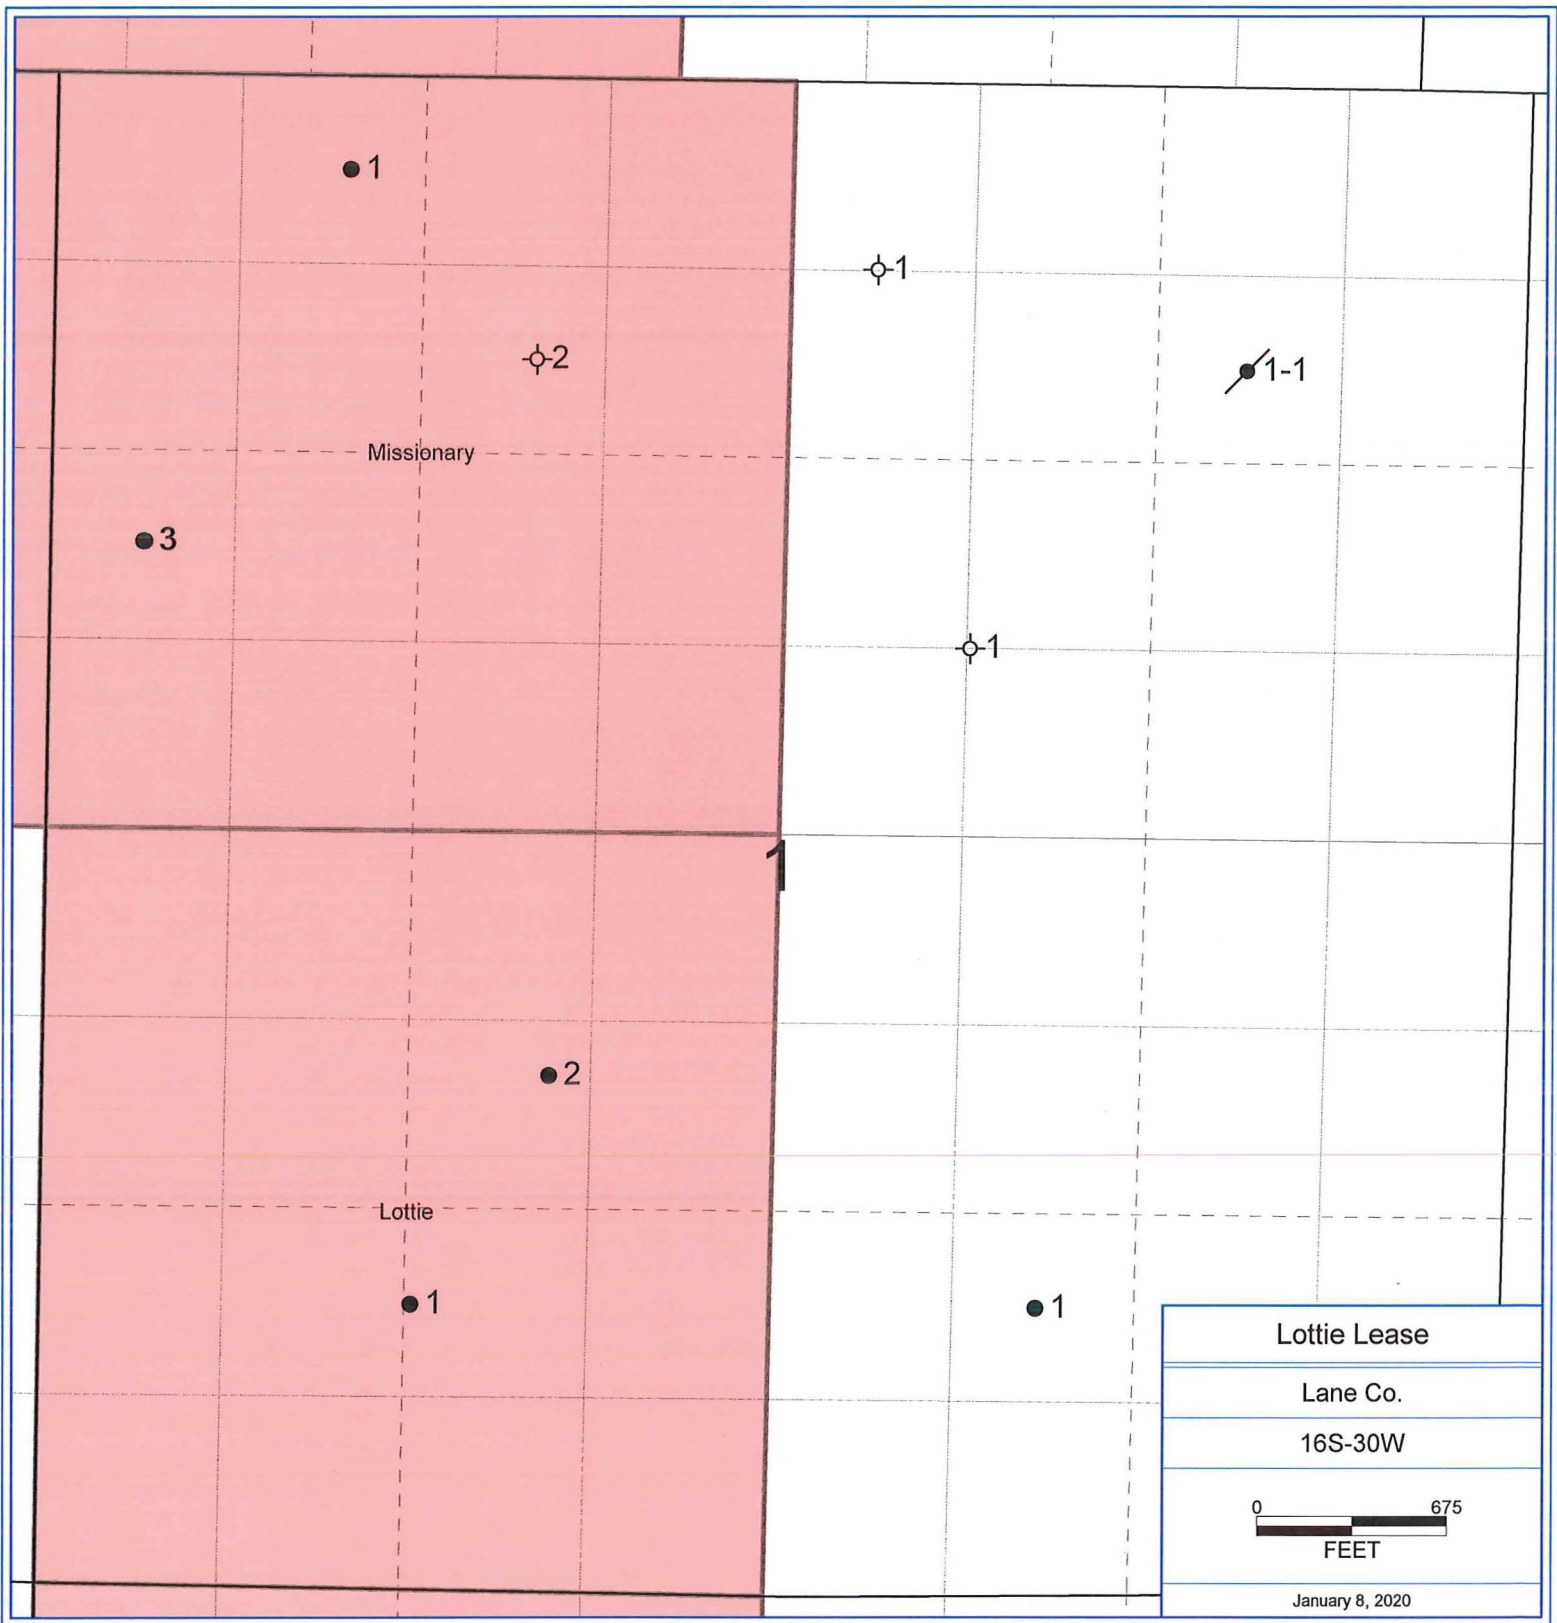 1
1
2
1-1
Missionary
3
1
1
2
Lottie
1
1
Lottie Lease
Lane Co.
16S-30W
0 675
FEET
January 8, 2020